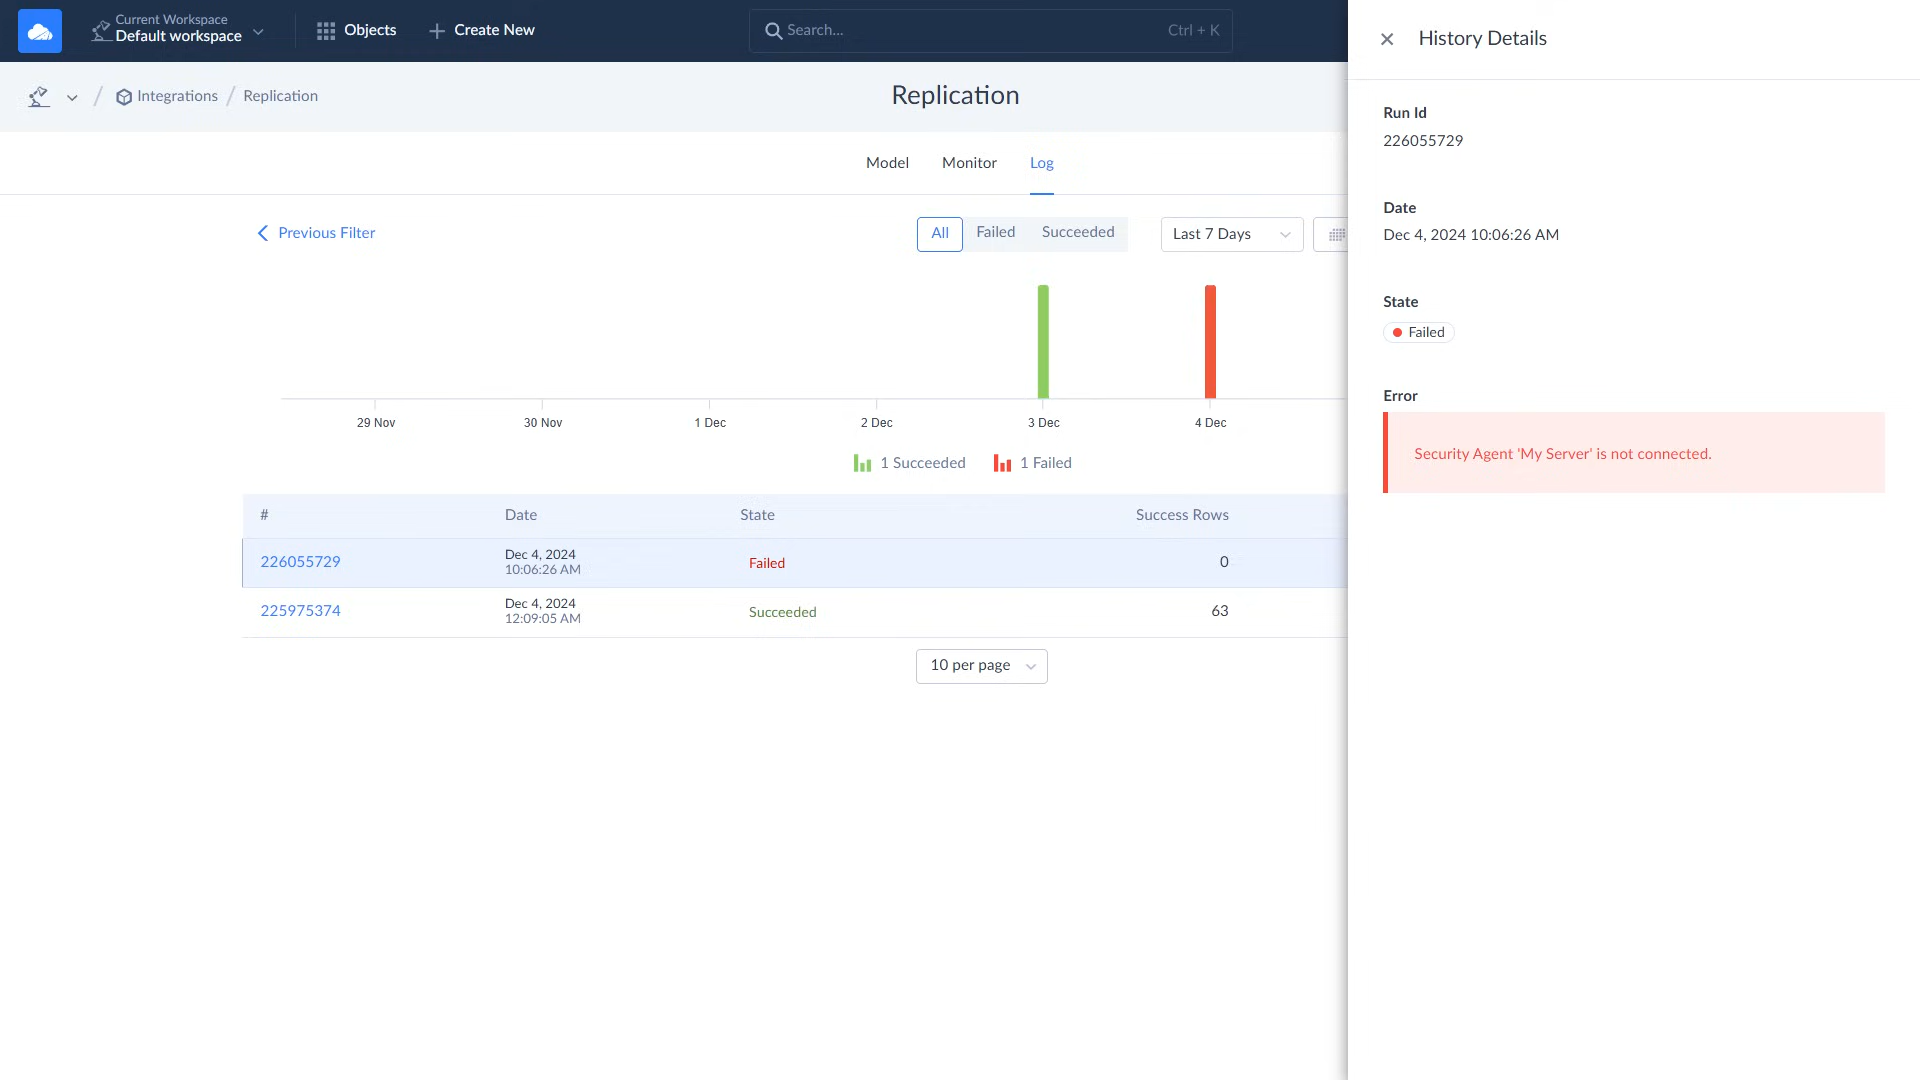 Current Workspace
Default workspace
Objects
Create New
Search...
Ctrl + K
History Details
Integrations / Replication
Replication
Model
Monitor
Log
Previous Filter
All
Failed
Succeeded
Last 7 Days
29 Nov
30 Nov
1 Dec
2 Dec
3 Dec
4 Dec
1 Succeeded
1 Failed
# Date State Success Rows
226055729 Dec 4, 2024 Failed 0
10:06:26 AM
225975374 Dec 4, 2024 Succeeded 63
12:09:05 AM
10 per page
Run Id
226055729
Date
Dec 4, 2024 10:06:26 AM
State
Failed
Error
Security Agent 'My Server' is not connected.